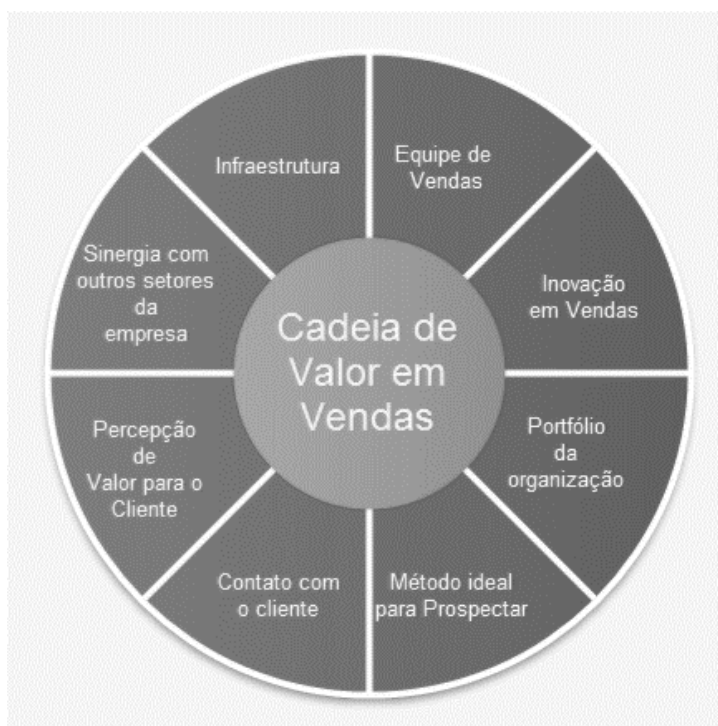 Cadeia de
Valor em
Vendas
Equipe de
Vendas
Inovação
em Vendas
Portfólio
da
organização
Método ideal
para Prospectar
Contato com
o cliente
Percepção
de
Valor para o
Cliente
Sinergia com
outros setores
da
empresa
Infraestrutura